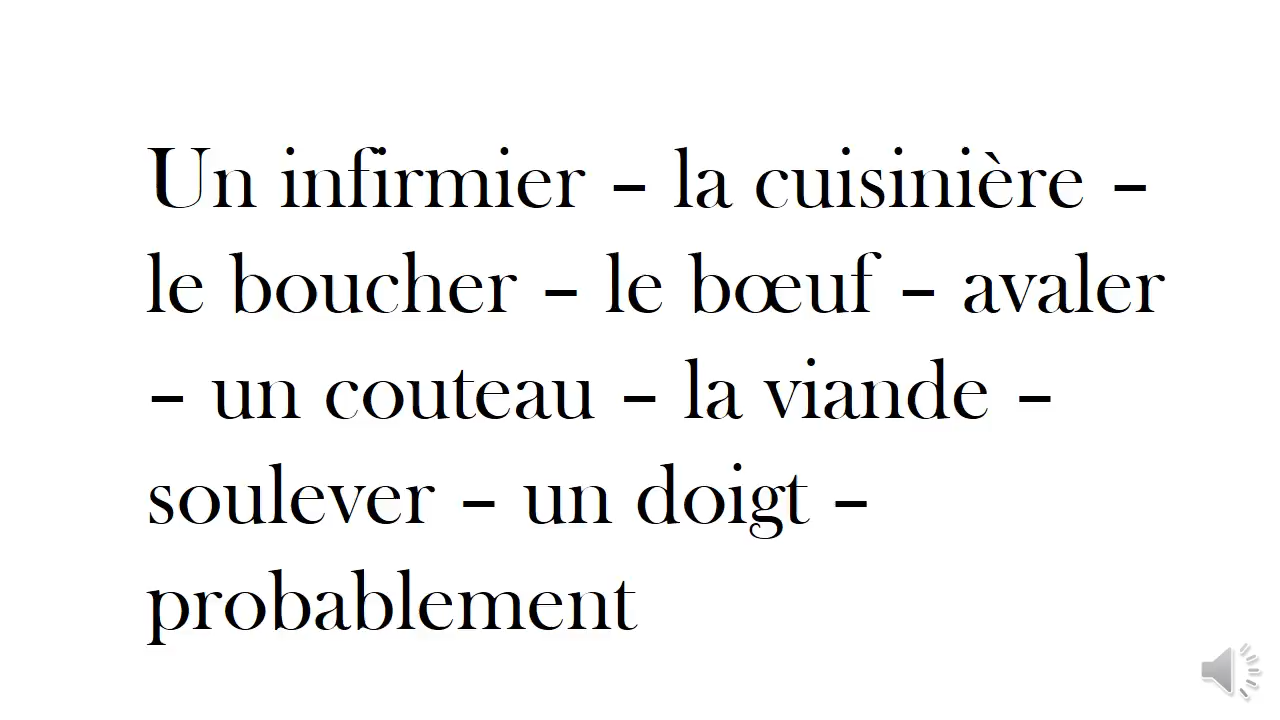 Un infirmier – la cuisinière –
le boucher – le bœuf – avaler
– un couteau – la viande –
soulever – un doigt –
probablement